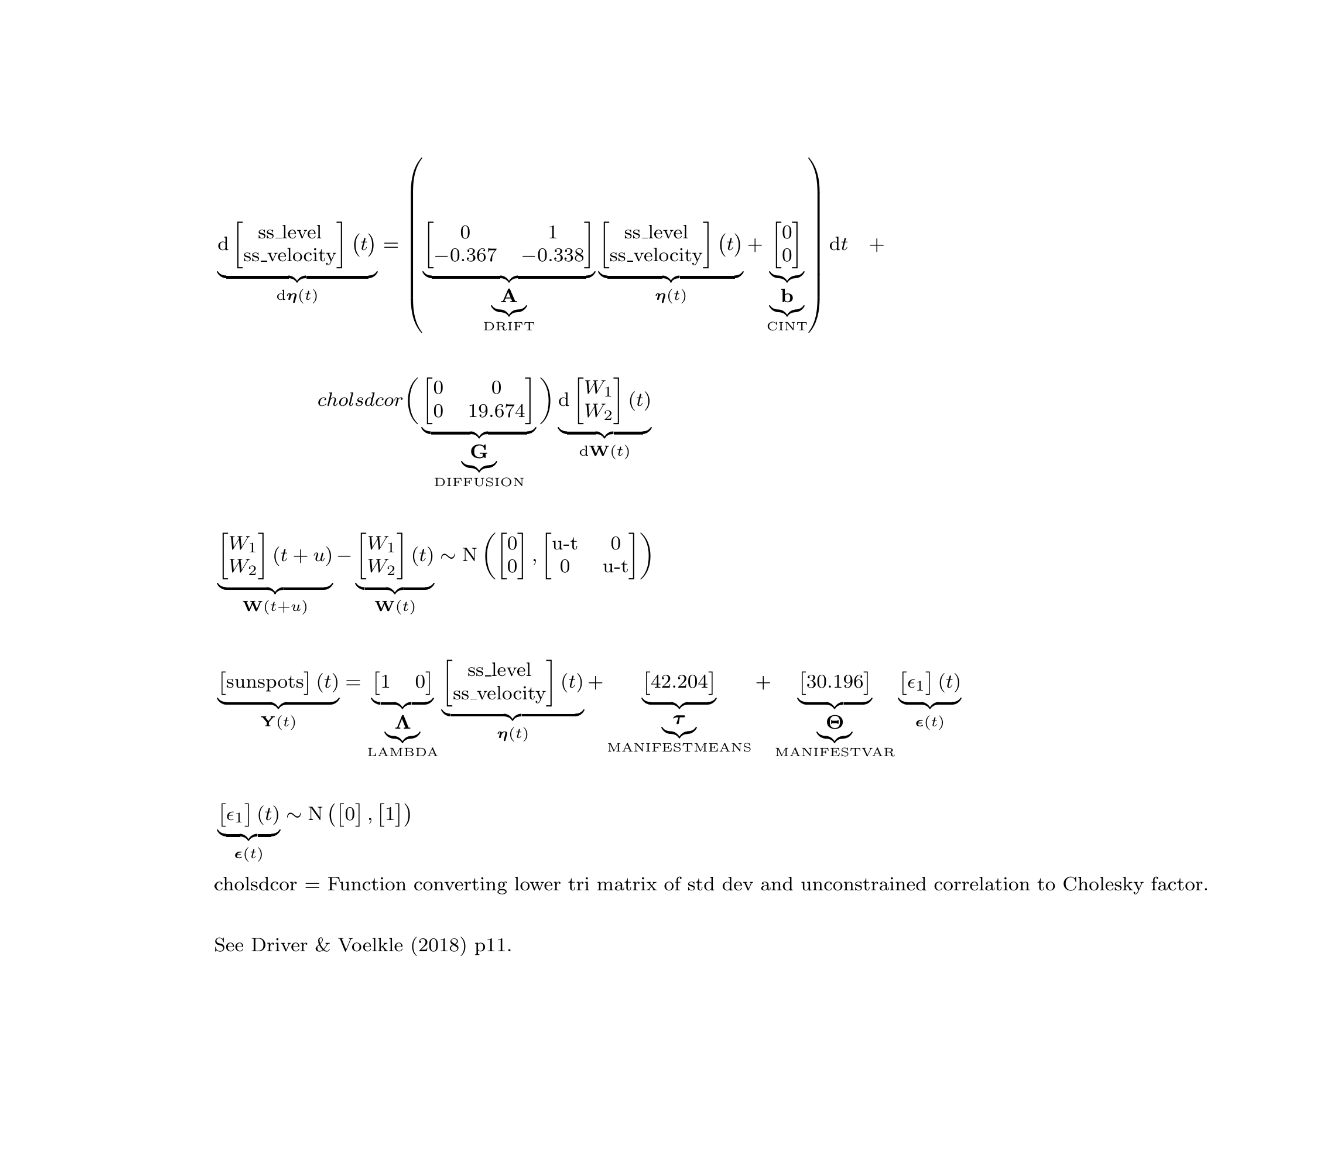 d [ss_level ss_velocity] (t) = ( [0 1 −0.367 −0.338] [ss_level ss_velocity] (t) + [0 0] ) dt +
dη(t) A η(t) b
DRIFT CINT
cholsdcor ( [0 0 0 19.674] ) d [W₁ W₂] (t)
G dW(t)
DIFFUSION
[W₁ W₂] (t + u) − [W₁ W₂] (t) ∼ N ( [0 0] , [u-t 0 0 u-t] )
W(t+u) W(t)
[sunspots] (t) = [1 0] [ss_level ss_velocity] (t) + [42.204] + [30.196] [ϵ₁] (t)
Y(t) Λ η(t) τ Θ ϵ(t)
LAMBDA MANIFESTMEANS MANIFESTVAR
[ϵ₁] (t) ∼ N ([0] , [1])
ϵ(t)
cholsdcor = Function converting lower tri matrix of std dev and unconstrained correlation to Cholesky factor.
See Driver & Voelkle (2018) p11.